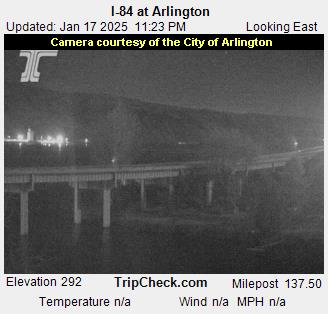 I-84 at Arlington
Updated: Jan 17 2025 11:23 PM Looking East
Camera courtesy of the City of Arlington
Elevation 292 TripCheck.com Milepost 137.50
Temperature n/a Wind n/a MPH n/a